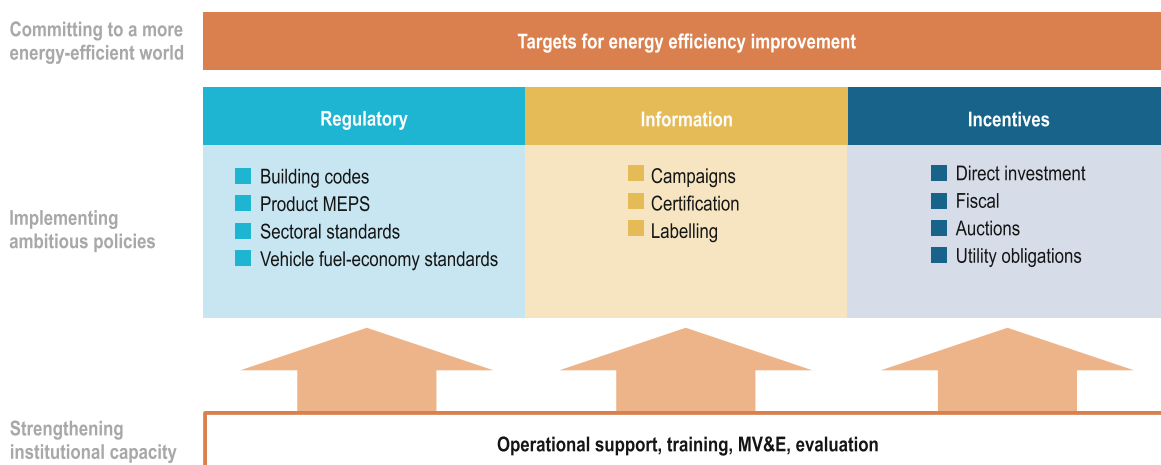 Committing to a more
energy-efficient world
Targets for energy efficiency improvement
Implementing
ambitious policies
Regulatory
Building codes
Product MEPS
Sectoral standards
Vehicle fuel-economy standards
Information
Campaigns
Certification
Labelling
Incentives
Direct investment
Fiscal
Auctions
Utility obligations
Strengthening
institutional capacity
Operational support, training, MV&E, evaluation